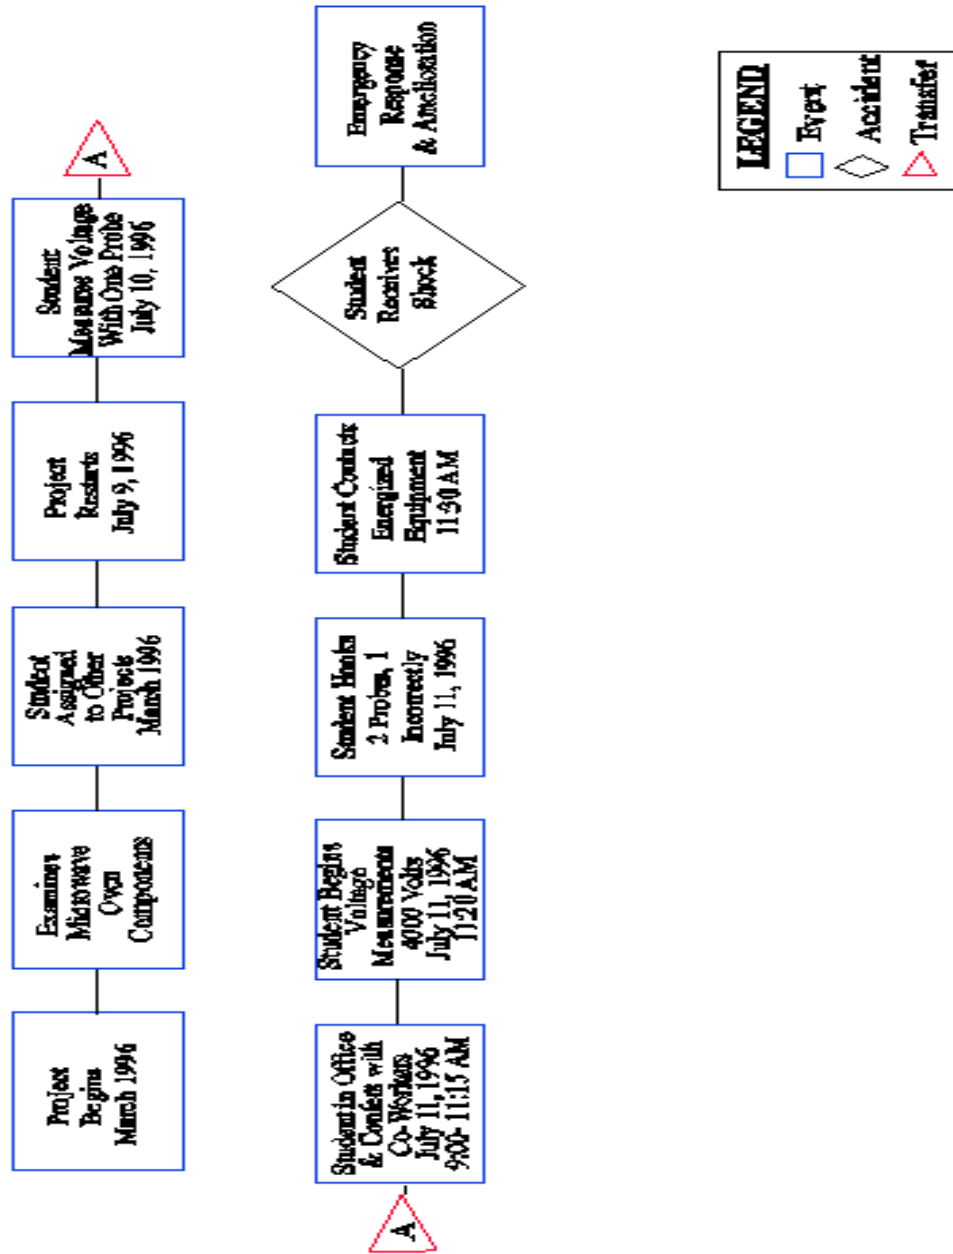 Project
Begins
March 1996
Examines
Microwave
Oven
Components
Student
Assigned
to Other
Projects
March 1996
Project
Restarts
July 9, 1996
Student
Measures Voltage
With One Probe
July 10, 1996
A
A
Student in Office
& Confers with
Co-Workers
July 11, 1996
9:00- 11:15 AM
Student Begins
Voltage
Measurements
4000 Volts
July 11, 1996
11:20 AM
Student Hooks
2 Probes, 1
Incorrectly
July 11, 1996
Student Contacts
Energized
Equipment
11:30 AM
Student
Receives
Shock
Emergency
Response
& Amelioration
LEGEND
Event
Accident
Transfer